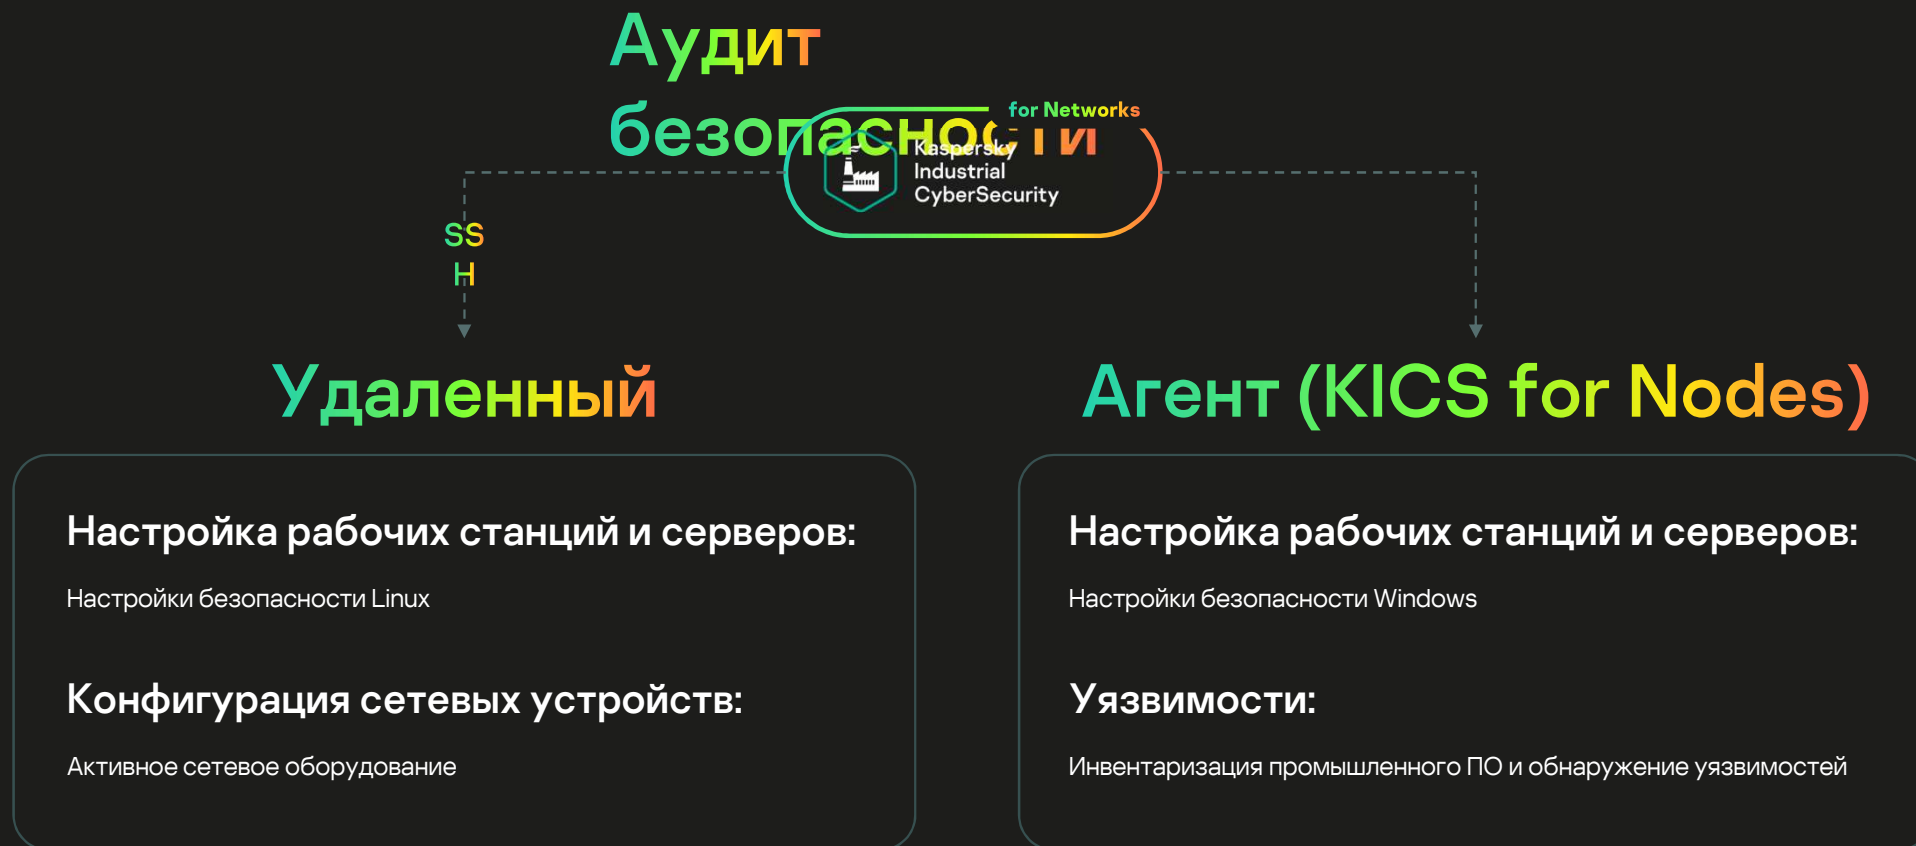 Аудит
безопасности
for Networks
Kaspersky
Industrial
CyberSecurity
SS
H
Удаленный
Агент (KICS for Nodes)
Настройка рабочих станций и серверов:
Настройки безопасности Linux
Конфигурация сетевых устройств:
Активное сетевое оборудование
Настройка рабочих станций и серверов:
Настройки безопасности Windows
Уязвимости:
Инвентаризация промышленного ПО и обнаружение уязвимостей